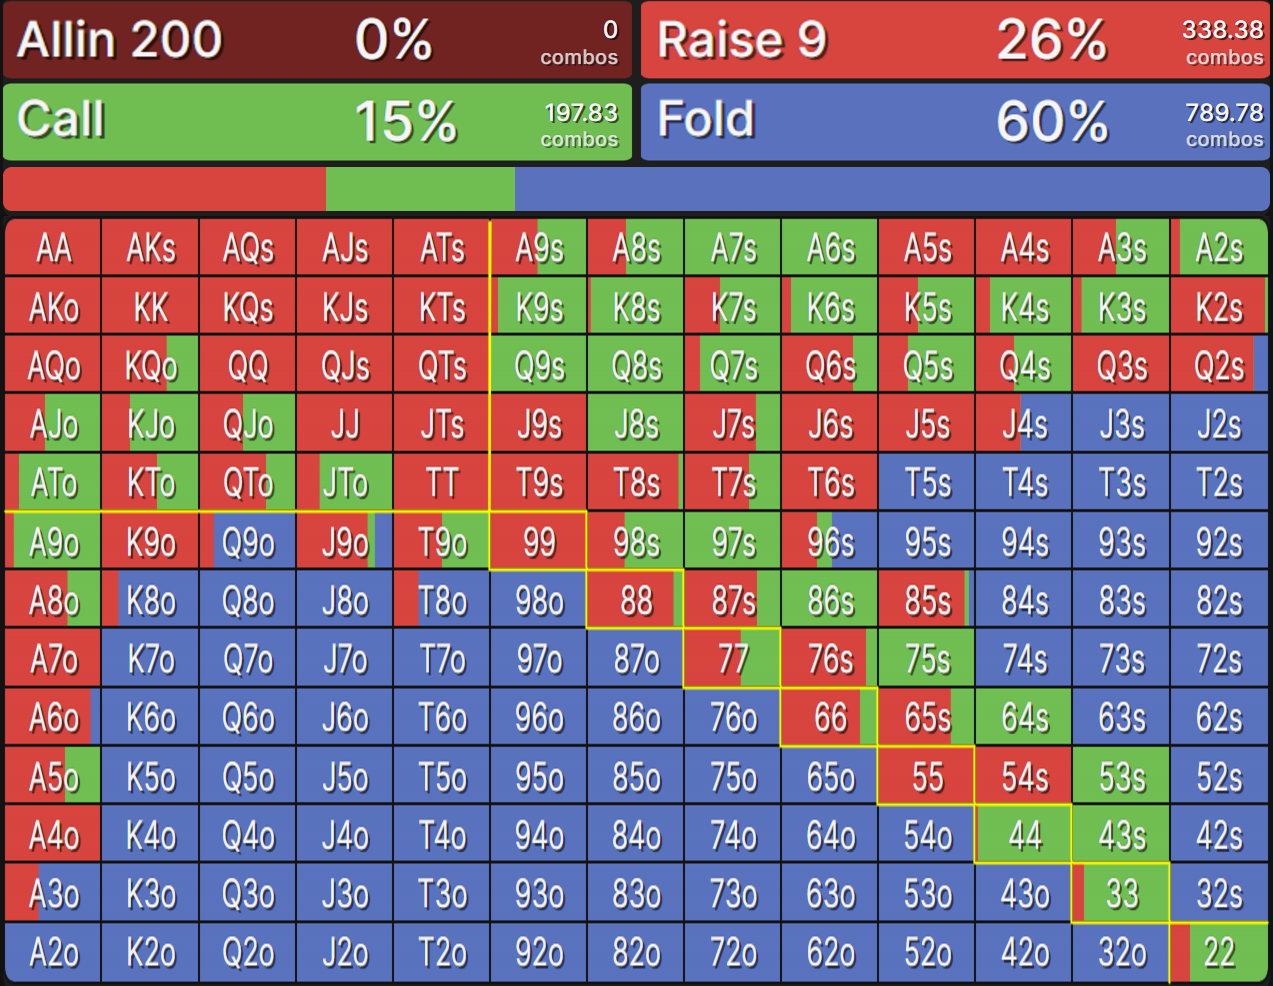 Allin 200 0% 0 combos Raise 9 26% 338.38 combos
Call 15% 197.83 combos Fold 60% 789.78 combos
AA AKs AQs AJs ATs A9s A8s A7s A6s A5s A4s A3s A2s
AKo KK KQs KJs KTs K9s K8s K7s K6s K5s K4s K3s K2s
AQo KQo QQ QJs QTs Q9s Q8s Q7s Q6s Q5s Q4s Q3s Q2s
AJo KJo QJo JJ JTs J9s J8s J7s J6s J5s J4s J3s J2s
ATo KTo QTo JTo TT T9s T8s T7s T6s T5s T4s T3s T2s
A9o K9o Q9o J9o T9o 99 98s 97s 96s 95s 94s 93s 92s
A8o K8o Q8o J8o T8o 98o 88 87s 86s 85s 84s 83s 82s
A7o K7o Q7o J7o T7o 97o 87o 77 76s 75s 74s 73s 72s
A6o K6o Q6o J6o T6o 96o 86o 76o 66 65s 64s 63s 62s
A5o K5o Q5o J5o T5o 95o 85o 75o 65o 55 54s 53s 52s
A4o K4o Q4o J4o T4o 94o 84o 74o 64o 54o 44 43s 42s
A3o K3o Q3o J3o T3o 93o 83o 73o 63o 53o 43o 33 32s
A2o K2o Q2o J2o T2o 92o 82o 72o 62o 52o 42o 32o 22